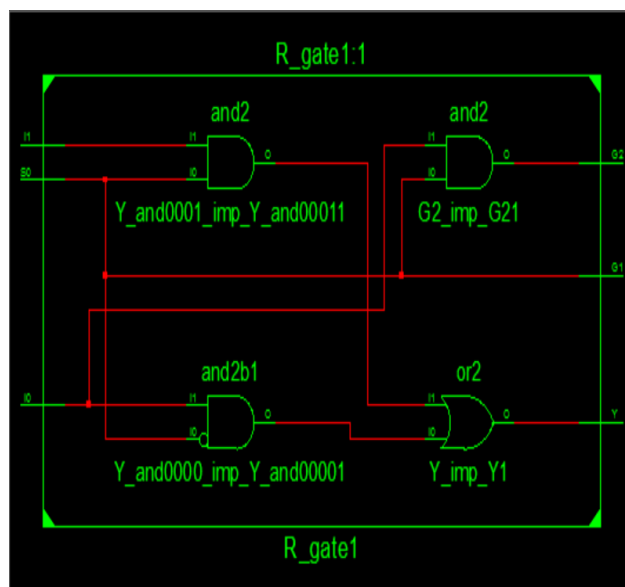 R_gate1:1
and2
and2
I1
I1
O
I1
O
G2
S0
I0
I0
Y_and0001_imp_Y_and00011
G2_imp_G21
G1
and2b1
or2
I0
I1
O
I1
O
Y
I0
I0
Y_and0000_imp_Y_and00001
Y_imp_Y1
R_gate1